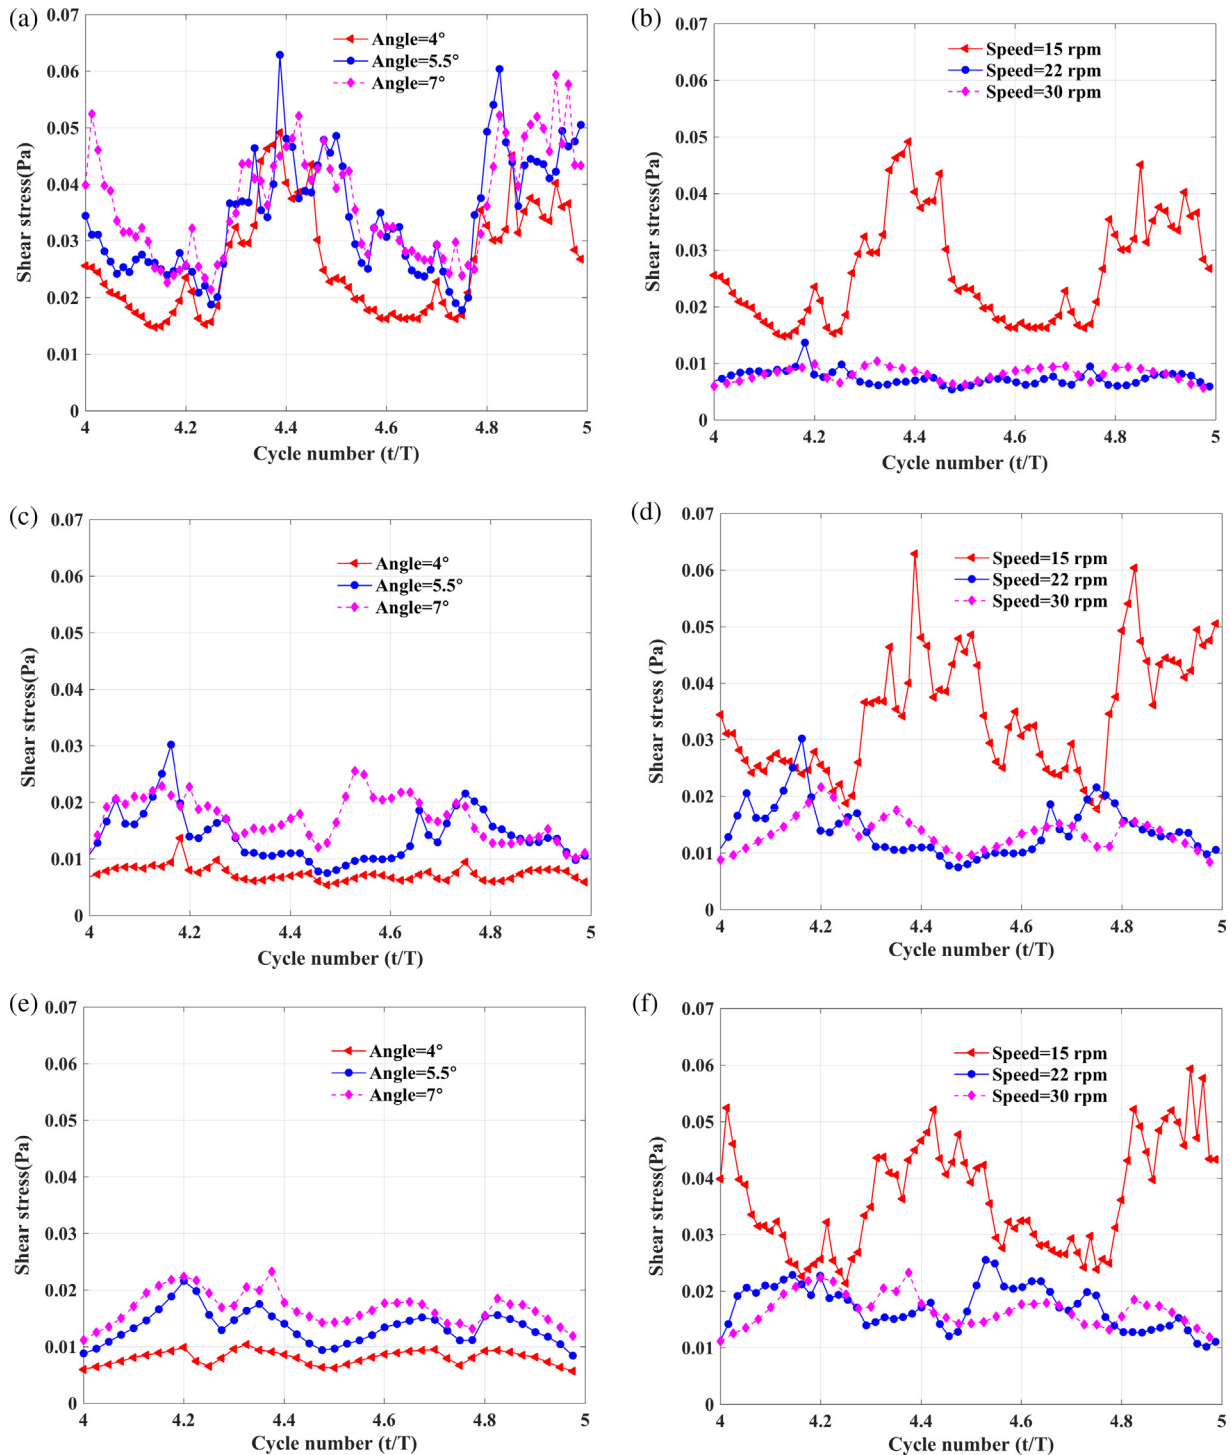 (a)
0.07
0.06
0.05
0.04
0.03
0.02
0.01
0
Shear stress(Pa)
Angle=4°
Angle=5.5°
Angle=7°
4 4.2 4.4 4.6 4.8 5
Cycle number (t/T)
(b)
0.07
0.06
0.05
0.04
0.03
0.02
0.01
0
Shear stress(Pa)
Speed=15 rpm
Speed=22 rpm
Speed=30 rpm
4 4.2 4.4 4.6 4.8 5
Cycle number (t/T)
(c)
0.07
0.06
0.05
0.04
0.03
0.02
0.01
0
Shear stress(Pa)
Angle=4°
Angle=5.5°
Angle=7°
4 4.2 4.4 4.6 4.8 5
Cycle number (t/T)
(d)
0.07
0.06
0.05
0.04
0.03
0.02
0.01
0
Shear stress (Pa)
Speed=15 rpm
Speed=22 rpm
Speed=30 rpm
4 4.2 4.4 4.6 4.8 5
Cycle number (t/T)
(e)
0.07
0.06
0.05
0.04
0.03
0.02
0.01
0
Shear stress(Pa)
Angle=4°
Angle=5.5°
Angle=7°
4 4.2 4.4 4.6 4.8 5
Cycle number (t/T)
(f)
0.07
0.06
0.05
0.04
0.03
0.02
0.01
0
Shear stress(Pa)
Speed=15 rpm
Speed=22 rpm
Speed=30 rpm
4 4.2 4.4 4.6 4.8 5
Cycle number (t/T)